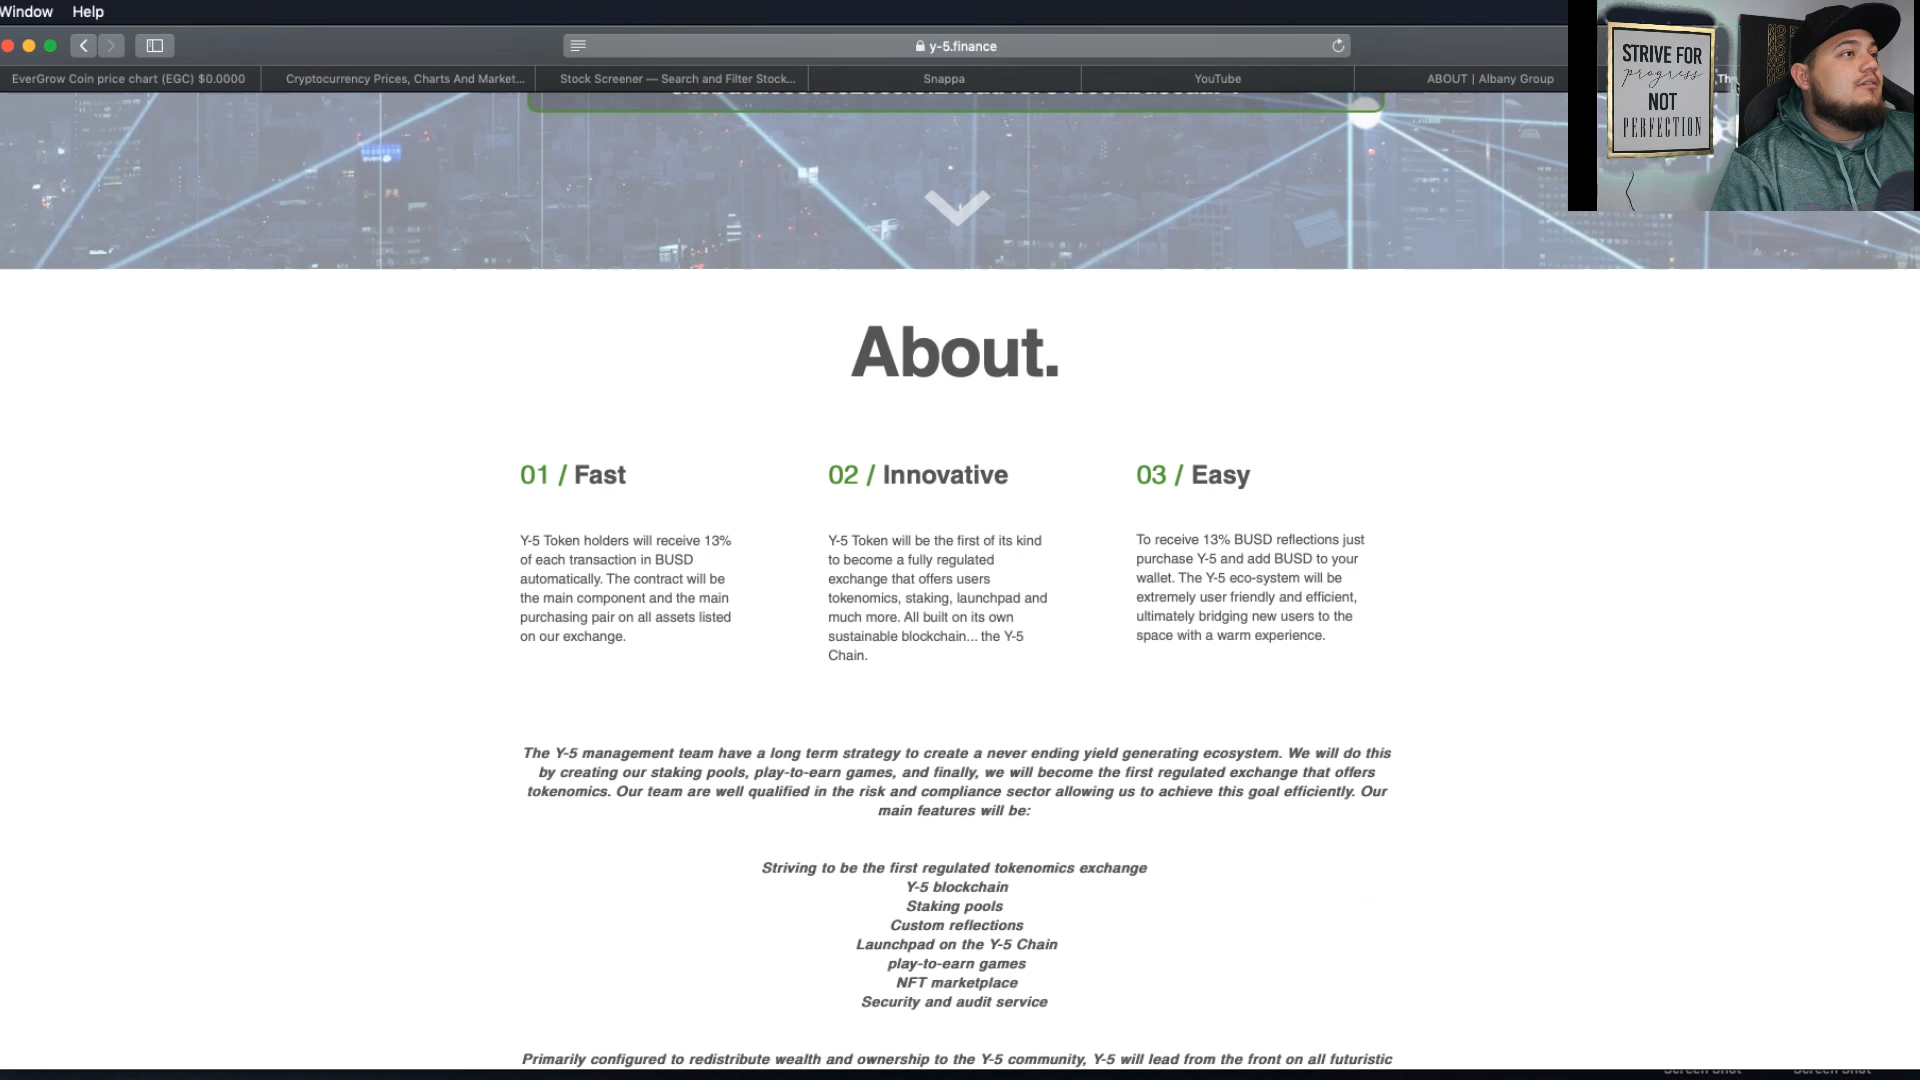 Window Help
y-5.finance
EverGrow Coin price chart (EGC) $0.0000
Cryptocurrency Prices, Charts And Market...
Stock Screener — Search and Filter Stock...
Snappa
YouTube
ABOUT | Albany Group
STRIVE FOR
progress
NOT
PERFECTION
About.
01 / Fast
Y-5 Token holders will receive 13%
of each transaction in BUSD
automatically. The contract will be
the main component and the main
purchasing pair on all assets listed
on our exchange.
02 / Innovative
Y-5 Token will be the first of its kind
to become a fully regulated
exchange that offers users
tokenomics, staking, launchpad and
much more. All built on its own
sustainable blockchain... the Y-5
Chain.
03 / Easy
To receive 13% BUSD reflections just
purchase Y-5 and add BUSD to your
wallet. The Y-5 eco-system will be
extremely user friendly and efficient,
ultimately bridging new users to the
space with a warm experience.
The Y-5 management team have a long term strategy to create a never ending yield generating ecosystem. We will do this
by creating our staking pools, play-to-earn games, and finally, we will become the first regulated exchange that offers
tokenomics. Our team are well qualified in the risk and compliance sector allowing us to achieve this goal efficiently. Our
main features will be:
Striving to be the first regulated tokenomics exchange
Y-5 blockchain
Staking pools
Custom reflections
Launchpad on the Y-5 Chain
play-to-earn games
NFT marketplace
Security and audit service
Primarily configured to redistribute wealth and ownership to the Y-5 community, Y-5 will lead from the front on all futuristic